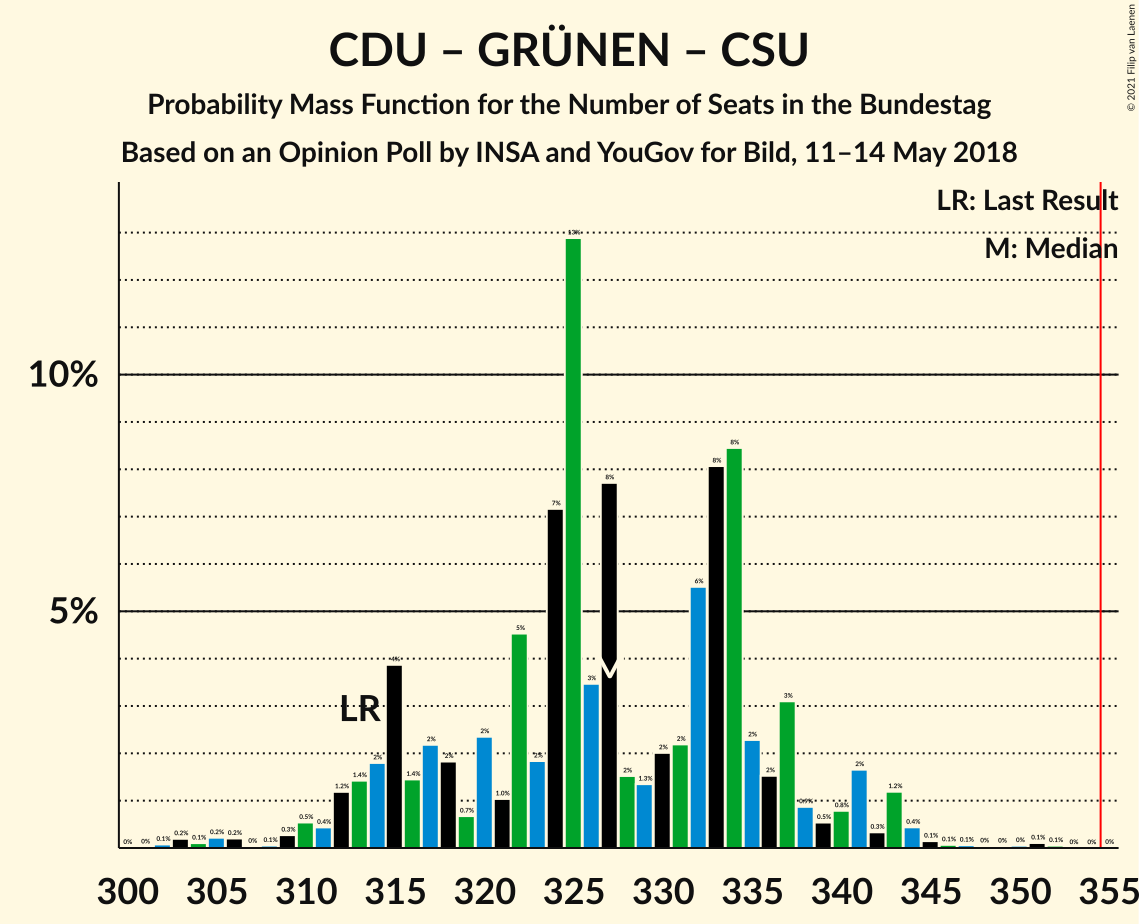 CDU – GRÜNEN – CSU
Probability Mass Function for the Number of Seats in the Bundestag
Based on an Opinion Poll by INSA and YouGov for Bild, 11–14 May 2018
© 2021 Filip van Laenen
LR: Last Result
M: Median
10%
5%
LR
0% 0% 0.1% 0.2% 0.1% 0.2% 0.2% 0% 0.1% 0.3% 0.5% 0.4% 1.2% 1.4% 2% 4% 1.4% 2% 2% 0.7% 2% 1.0% 5% 2% 7% 13% 3% 8% 2% 1.3% 2% 2% 6% 8% 8% 2% 2% 3% 0.9% 0.5% 0.8% 2% 0.3% 1.2% 0.4% 0.1% 0.1% 0.1% 0% 0% 0% 0.1% 0.1% 0% 0% 0%
300 305 310 315 320 325 330 335 340 345 350 355